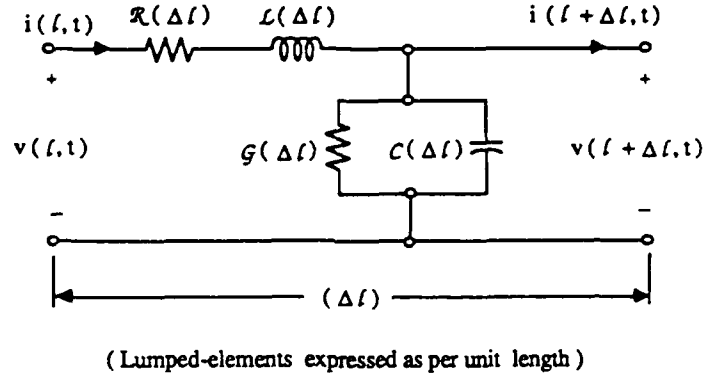 i(ℓ,t)
ℛ(Δℓ)
ℒ(Δℓ)
i(ℓ + Δℓ,t)
+
+
v(ℓ,t)
𝒢(Δℓ)
𝒞(Δℓ)
v(ℓ + Δℓ,t)
−
−
(Δℓ)
(Lumped-elements expressed as per unit length)